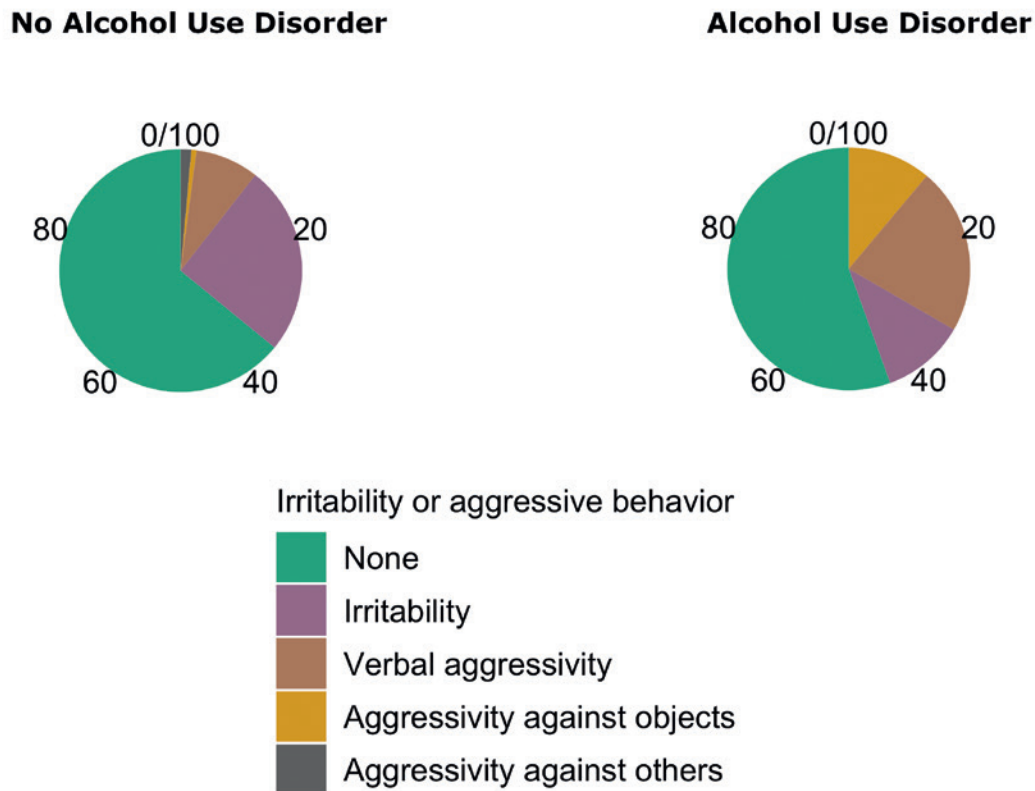 No Alcohol Use Disorder
Alcohol Use Disorder
0/100
80
20
60
40
0/100
80
20
60
40
Irritability or aggressive behavior
None
Irritability
Verbal aggressivity
Aggressivity against objects
Aggressivity against others